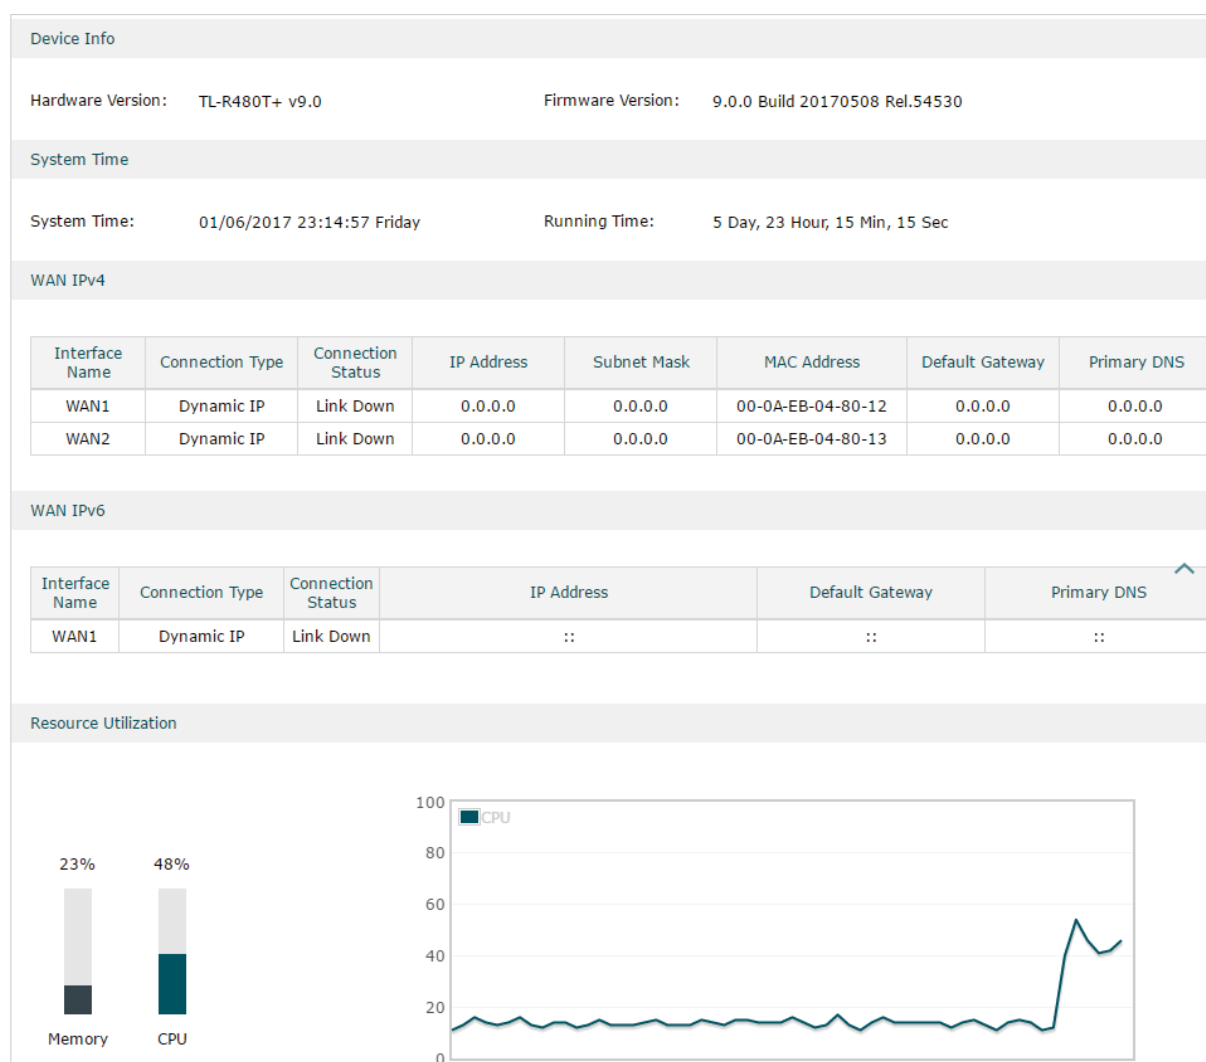 Device Info
Hardware Version: TL-R480T+ v9.0 Firmware Version: 9.0.0 Build 20170508 Rel.54530
System Time
System Time: 01/06/2017 23:14:57 Friday Running Time: 5 Day, 23 Hour, 15 Min, 15 Sec
WAN IPv4
Interface Name Connection Type Connection Status IP Address Subnet Mask MAC Address Default Gateway Primary DNS
WAN1 Dynamic IP Link Down 0.0.0.0 0.0.0.0 00-0A-EB-04-80-12 0.0.0.0 0.0.0.0
WAN2 Dynamic IP Link Down 0.0.0.0 0.0.0.0 00-0A-EB-04-80-13 0.0.0.0 0.0.0.0
WAN IPv6
Interface Name Connection Type Connection Status IP Address Default Gateway Primary DNS
WAN1 Dynamic IP Link Down :: :: ::
Resource Utilization
23% 48%
Memory CPU
100
CPU
80
60
40
20
0